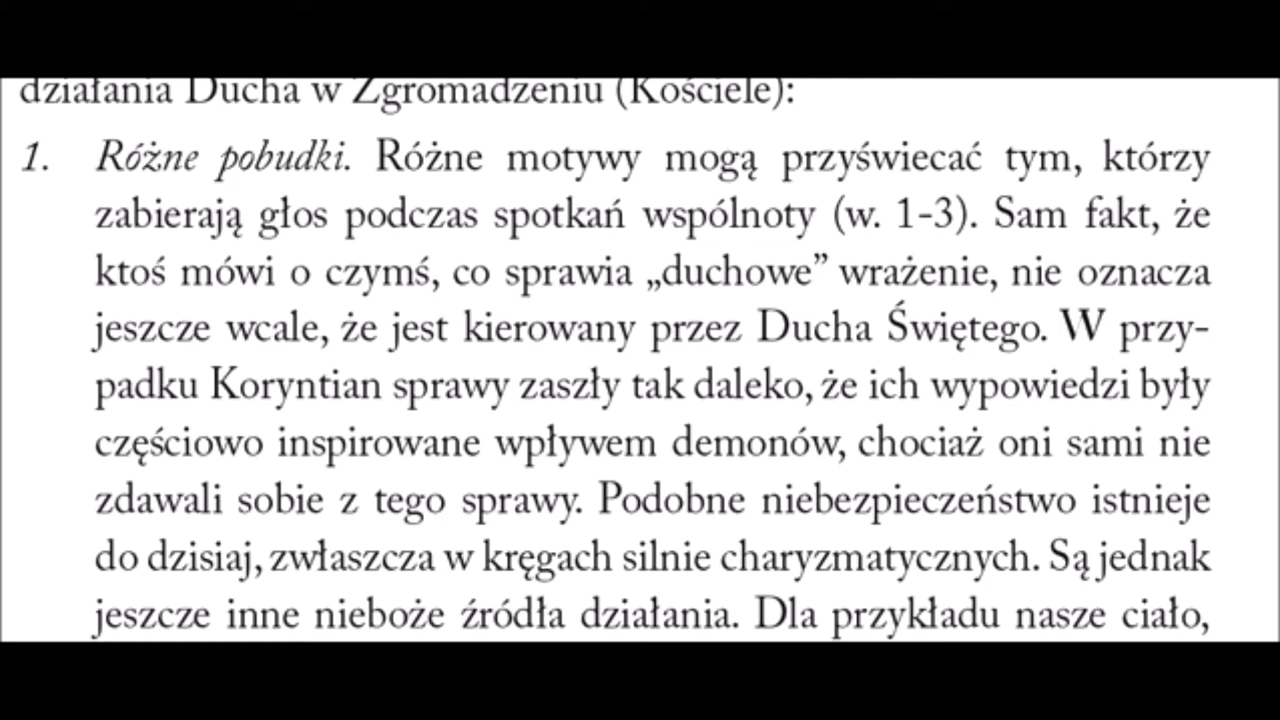 działania Ducha w Zgromadzeniu (Kościele):
1. Różne pobudki. Różne motywy mogą przyświecać tym, którzy
zabierają głos podczas spotkań wspólnoty (w. 1-3). Sam fakt, że
ktoś mówi o czymś, co sprawia „duchowe” wrażenie, nie oznacza
jeszcze wcale, że jest kierowany przez Ducha Świętego. W przy-
padku Koryntian sprawy zaszły tak daleko, że ich wypowiedzi były
częściowo inspirowane wpływem demonów, chociaż oni sami nie
zdawali sobie z tego sprawy. Podobne niebezpieczeństwo istnieje
do dzisiaj, zwłaszcza w kręgach silnie charyzmatycznych. Są jednak
jeszcze inne nieboże źródła działania. Dla przykładu nasze ciało,